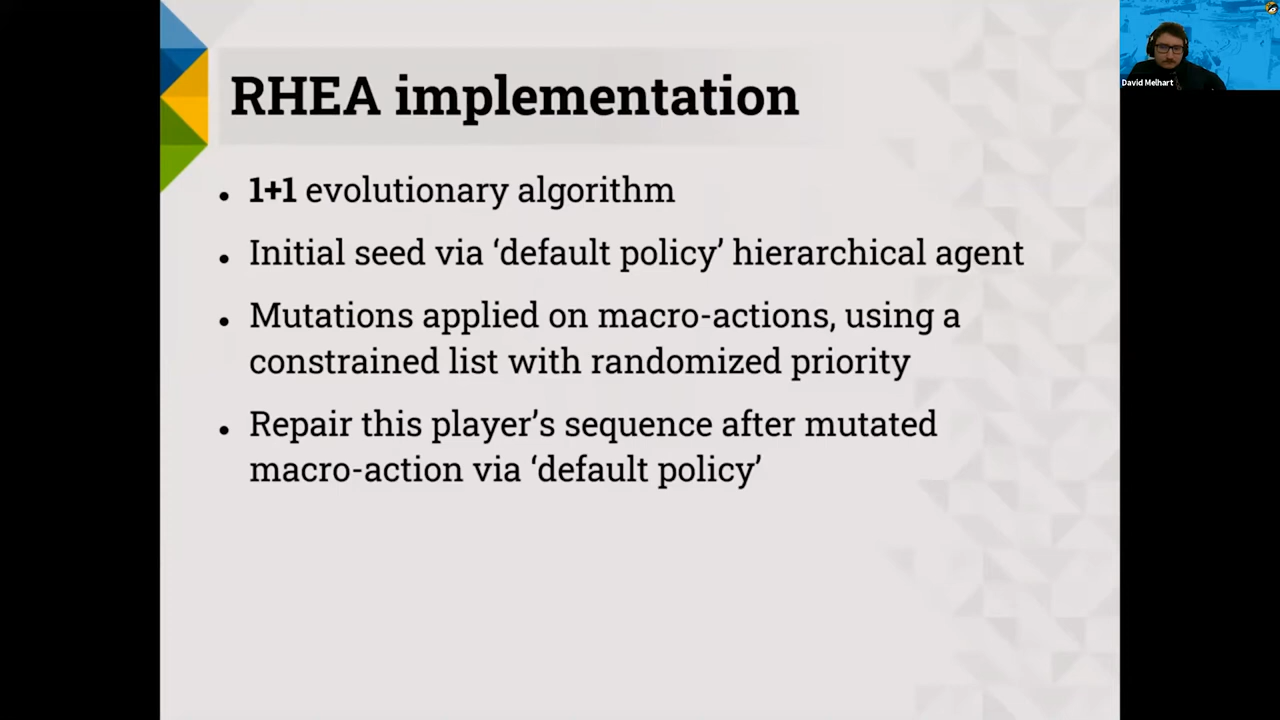 RHEA implementation
1+1 evolutionary algorithm
Initial seed via ‘default policy’ hierarchical agent
Mutations applied on macro-actions, using a
constrained list with randomized priority
Repair this player’s sequence after mutated
macro-action via ‘default policy’
David Melhart